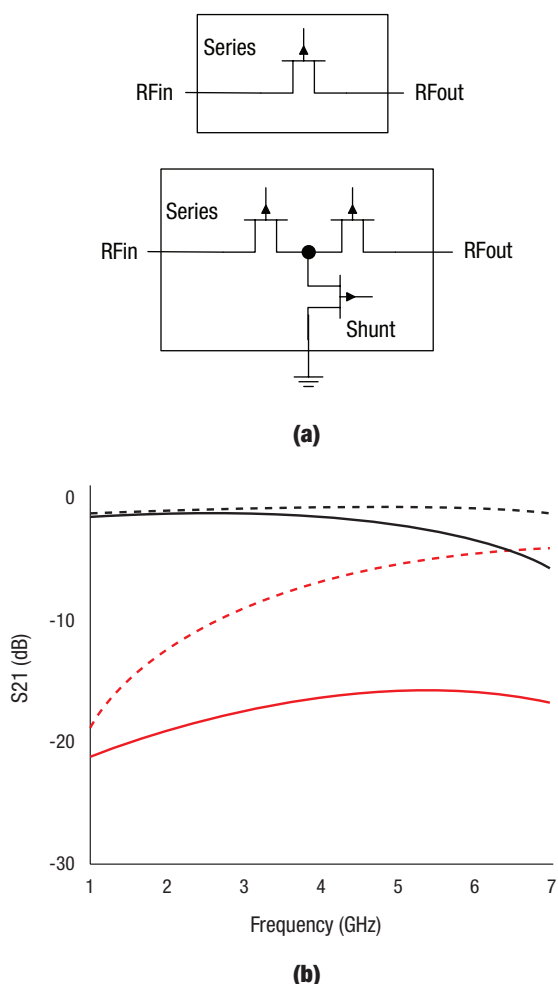 Series
RFin
RFout
Series
RFin
RFout
Shunt
(a)
0
-10
-20
-30
S21 (dB)
1 2 3 4 5 6 7
Frequency (GHz)
(b)